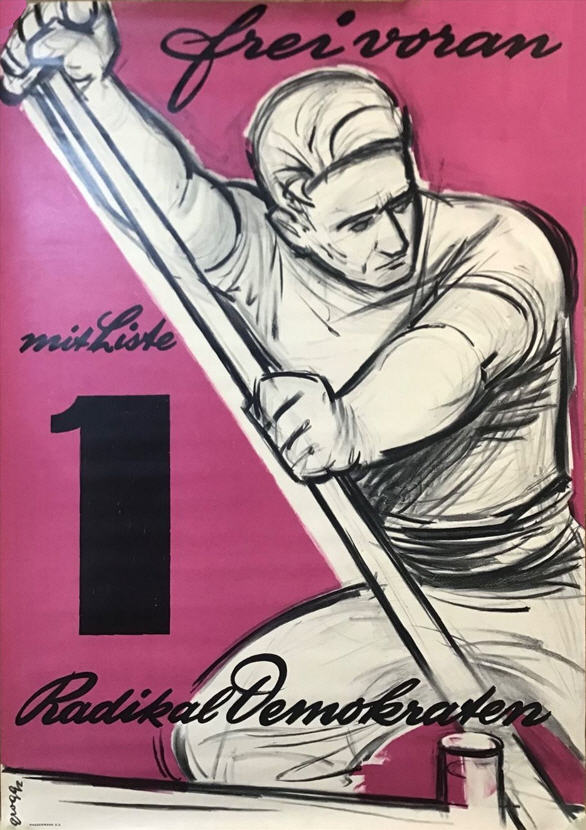 frei voran
mit Liste
1
Radikal Demokraten